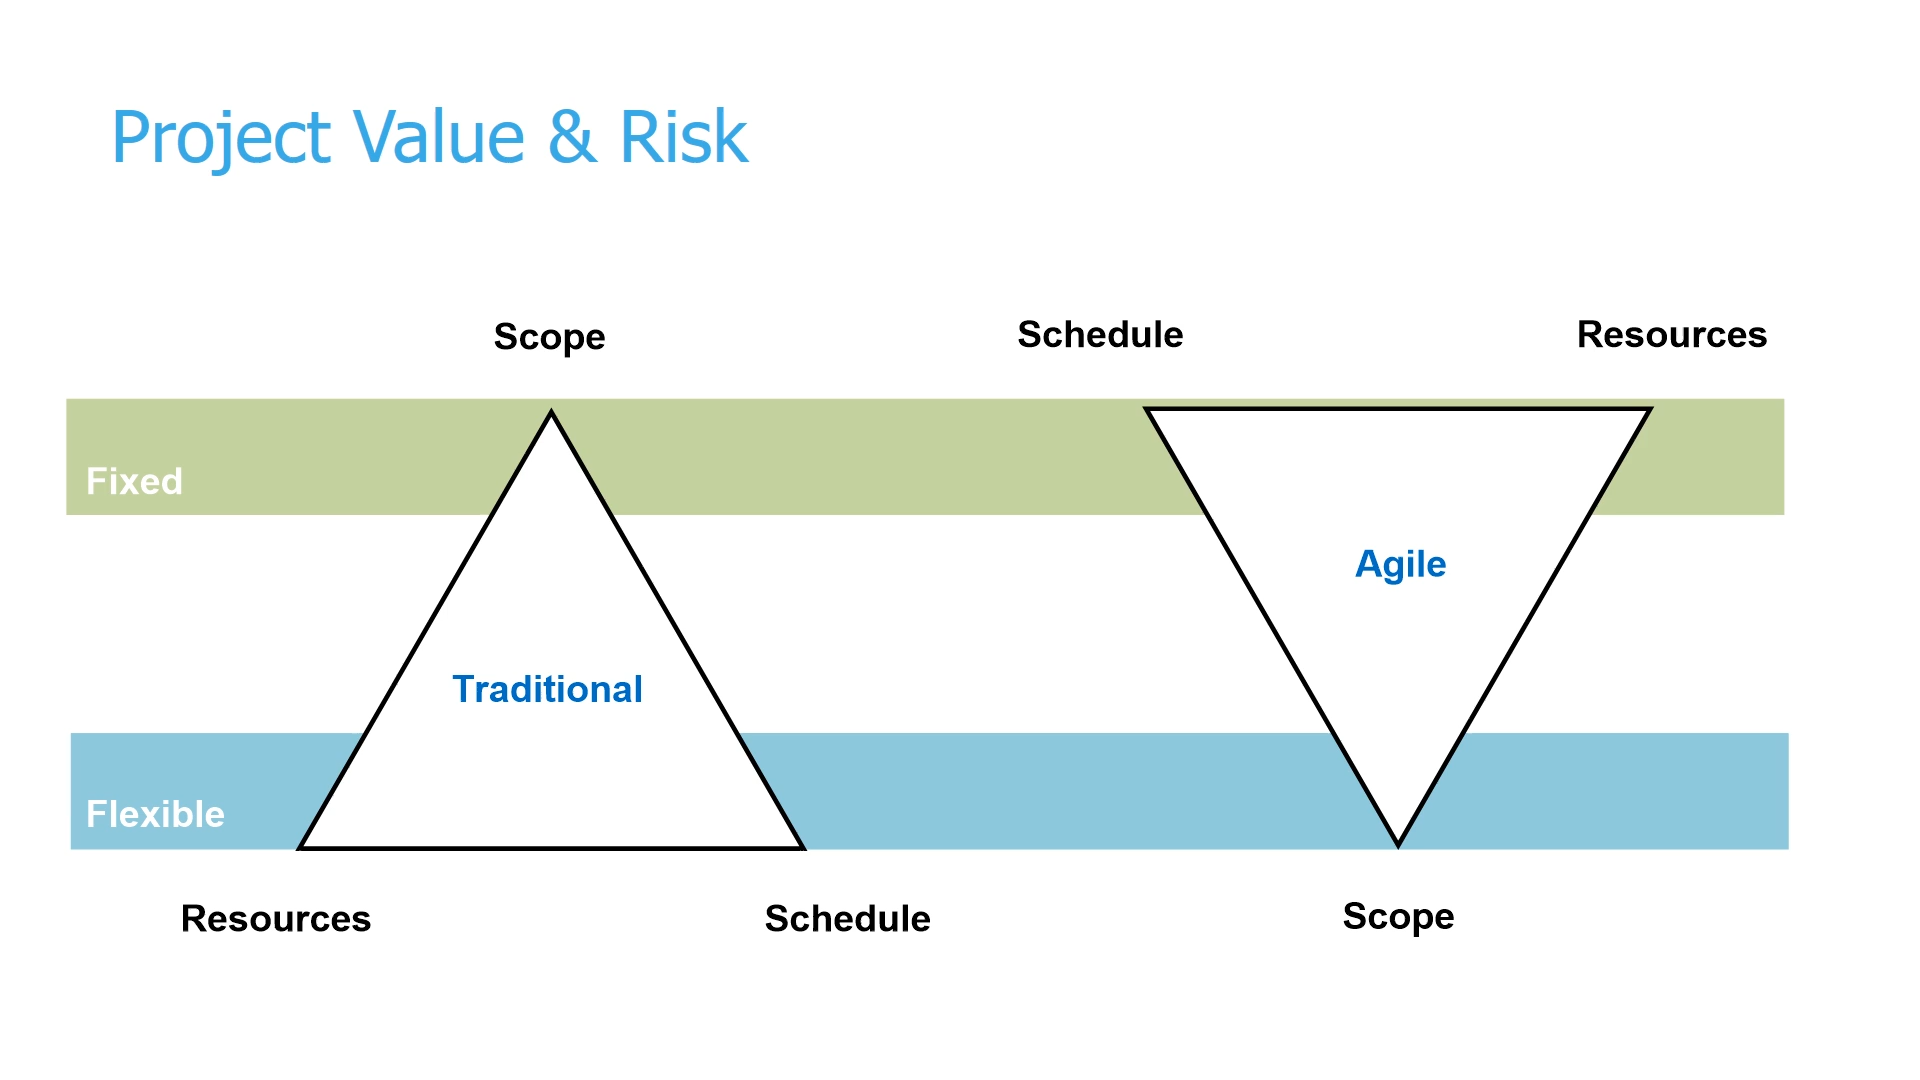 Project Value & Risk
Scope
Schedule
Resources
Fixed
Agile
Traditional
Flexible
Resources
Schedule
Scope